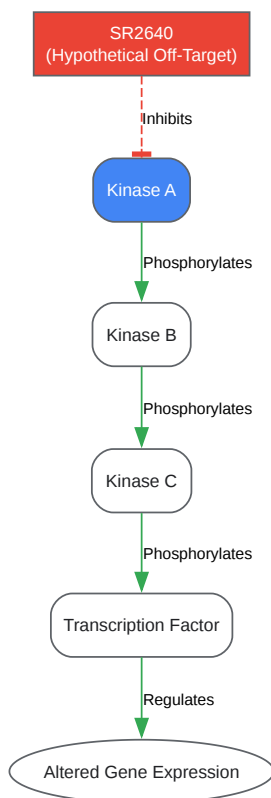 SR2640
(Hypothetical Off-Target)
Inhibits
Kinase A
Phosphorylates
Kinase B
Phosphorylates
Kinase C
Phosphorylates
Transcription Factor
Regulates
Altered Gene Expression